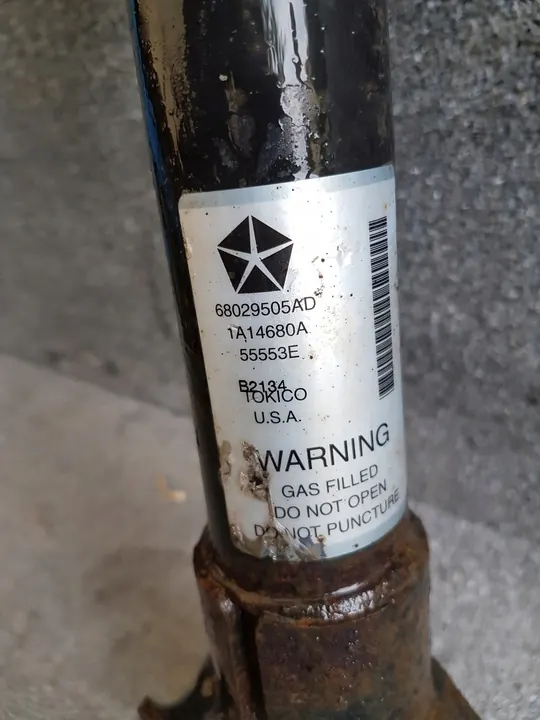 68029505AD
1A14680A
55553E
B2134
TOKICO
U.S.A.
WARNING
GAS FILLED
DO NOT OPEN
DO NOT PUNCTURE